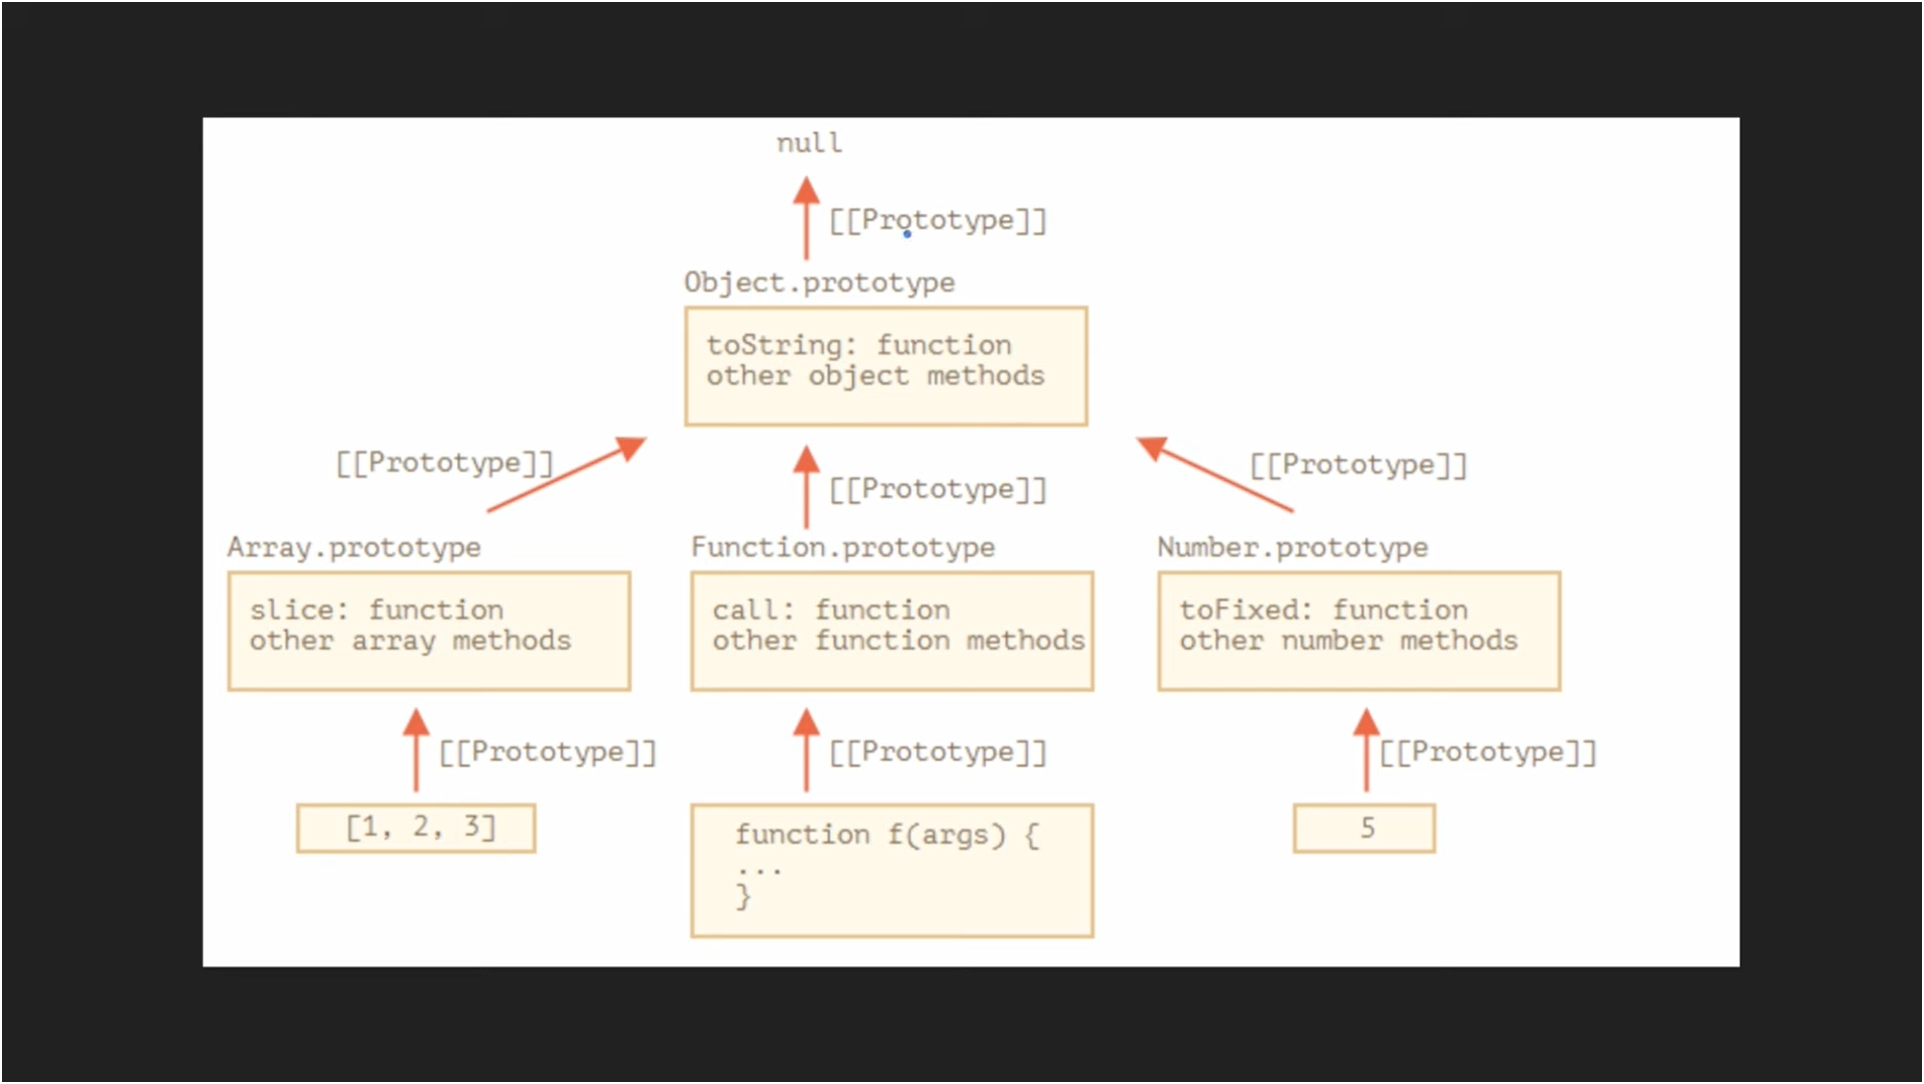 null
[[Prototype]]
Object.prototype
toString: function
other object methods
[[Prototype]]
[[Prototype]]
[[Prototype]]
Array.prototype
slice: function
other array methods
Function.prototype
call: function
other function methods
Number.prototype
toFixed: function
other number methods
[[Prototype]]
[[Prototype]]
[[Prototype]]
[1, 2, 3]
function f(args) {
...
}
5